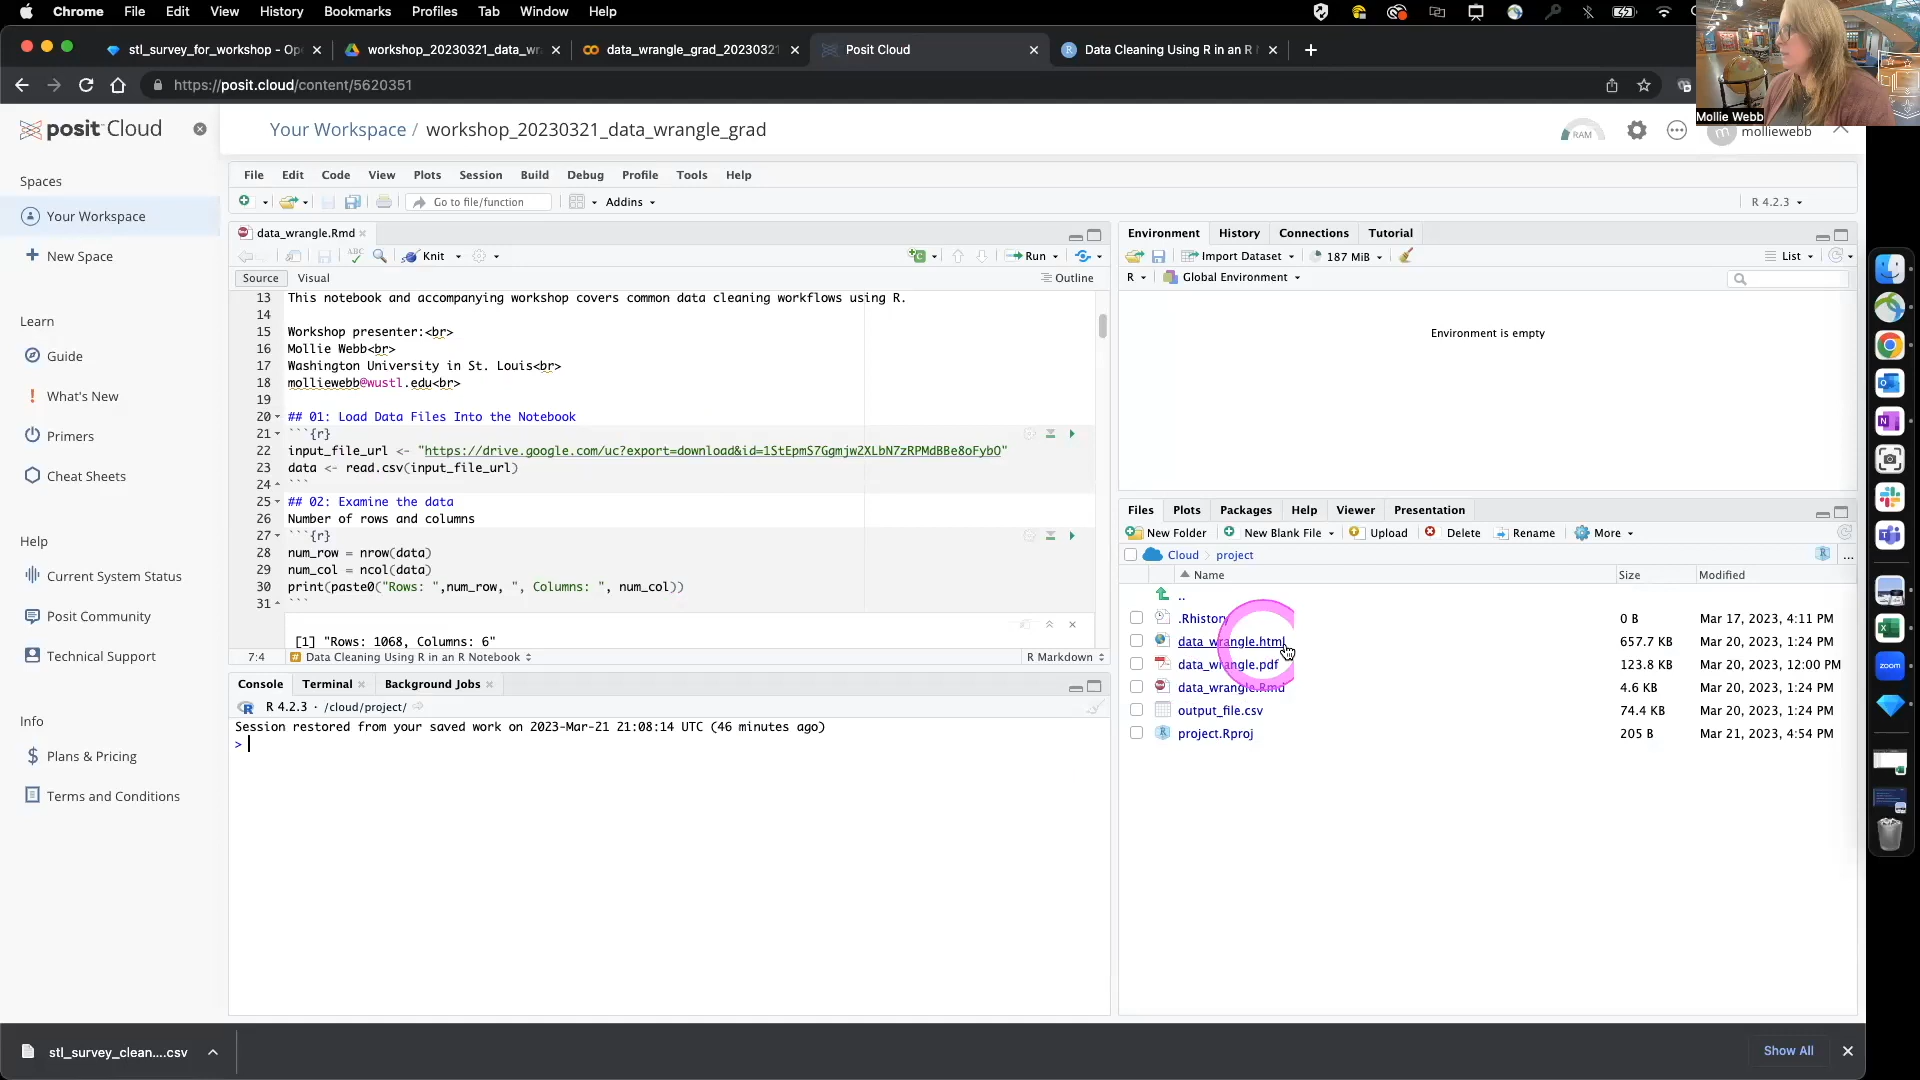 Chrome File Edit View History Bookmarks Profiles Tab Window Help
stl_survey_for_workshop - Ope
workshop_20230321_data_wr
data_wrangle_grad_20230321
Posit Cloud
Data Cleaning Using R in an R
https://posit.cloud/content/5620351
Mollie Webb
posit Cloud
Your Workspace / workshop_20230321_data_wrangle_grad
RAM
m
molliewebb
Spaces
Your Workspace
New Space
Learn
Guide
What's New
Primers
Cheat Sheets
Help
Current System Status
Posit Community
Technical Support
Info
Plans & Pricing
Terms and Conditions
File Edit Code View Plots Session Build Debug Profile Tools Help
Go to file/function
Addins
R 4.2.3
data_wrangle.Rmd
ABC
Knit
Run
Source Visual
Outline
13 This notebook and accompanying workshop covers common data cleaning workflows using R.
14
15 Workshop presenter:<br>
16 Mollie Webb<br>
17 Washington University in St. Louis<br>
18 molliewebb@wustl.edu<br>
19
20 ## 01: Load Data Files Into the Notebook
21 ```{r}
22 input_file_url <- "https://drive.google.com/uc?export=download&id=1StEpmS7Ggmjw2XLbN7zRPMdBBe8oFybO"
23 data <- read.csv(input_file_url)
24 ```
25 ## 02: Examine the data
26 Number of rows and columns
27 ```{r}
28 num_row = nrow(data)
29 num_col = ncol(data)
30 print(paste0("Rows: ",num_row, ", Columns: ", num_col))
31 ```
[1] "Rows: 1068, Columns: 6"
7:4 # Data Cleaning Using R in an R Notebook
R Markdown
Console Terminal Background Jobs
R 4.2.3 · /cloud/project/
Session restored from your saved work on 2023-Mar-21 21:08:14 UTC (46 minutes ago)
>
Environment History Connections Tutorial
Import Dataset
187 MiB
List
R
Global Environment
Environment is empty
Files Plots Packages Help Viewer Presentation
New Folder New Blank File Upload Delete Rename More
Cloud project
...
Name Size Modified
..
.Rhistory 0 B Mar 17, 2023, 4:11 PM
data_wrangle.html 657.7 KB Mar 20, 2023, 1:24 PM
data_wrangle.pdf 123.8 KB Mar 20, 2023, 12:00 PM
data_wrangle.Rmd 4.6 KB Mar 20, 2023, 1:24 PM
output_file.csv 74.4 KB Mar 20, 2023, 1:24 PM
project.Rproj 205 B Mar 21, 2023, 4:54 PM
zoom
stl_survey_clean....csv
Show All